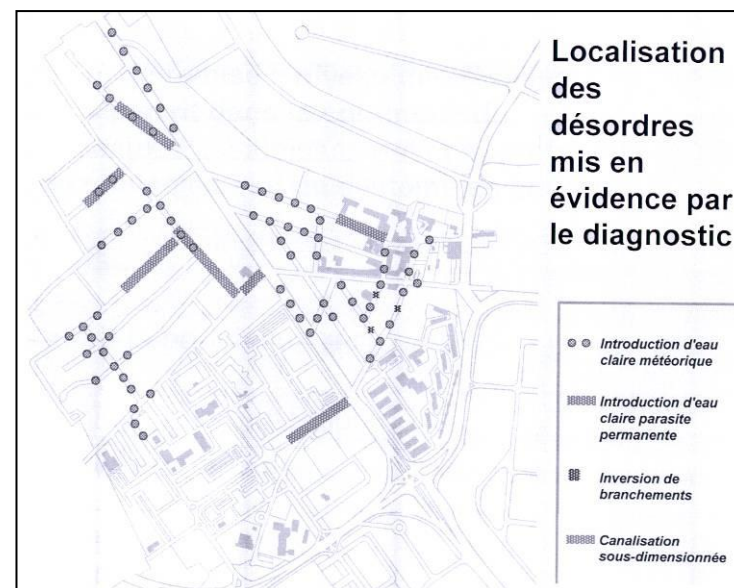 Localisation
des
désordres
mis en
évidence par
le diagnostic
Introduction d'eau
claire météorique
Introduction d'eau
claire parasite
permanente
Inversion de
branchements
Canalisation
sous-dimensionnée